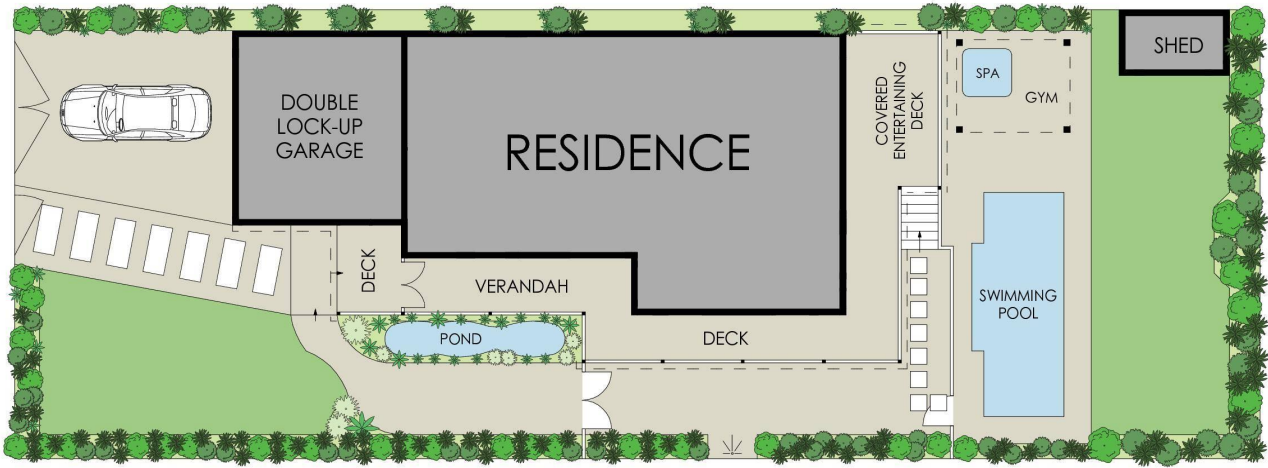 DOUBLE
LOCK-UP
GARAGE
RESIDENCE
COVERED
ENTERTAINING
DECK
SPA
GYM
SHED
DECK
VERANDAH
POND
DECK
SWIMMING
POOL